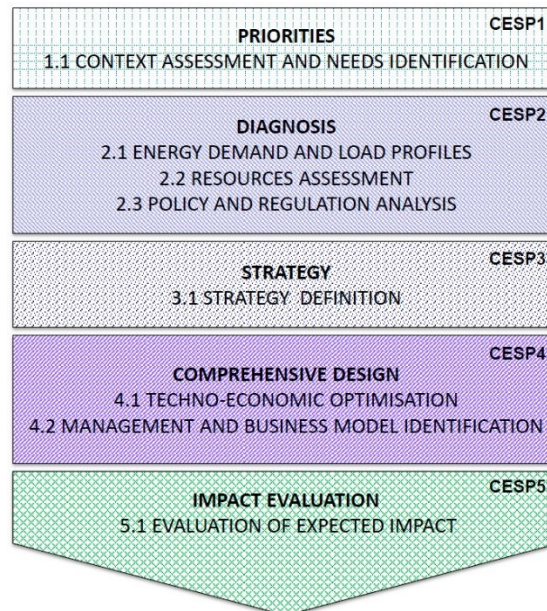 CESP1
PRIORITIES
1.1 CONTEXT ASSESSMENT AND NEEDS IDENTIFICATION
CESP2
DIAGNOSIS
2.1 ENERGY DEMAND AND LOAD PROFILES
2.2 RESOURCES ASSESSMENT
2.3 POLICY AND REGULATION ANALYSIS
CESP3
STRATEGY
3.1 STRATEGY DEFINITION
CESP4
COMPREHENSIVE DESIGN
4.1 TECHNO-ECONOMIC OPTIMISATION
4.2 MANAGEMENT AND BUSINESS MODEL IDENTIFICATION
CESP5
IMPACT EVALUATION
5.1 EVALUATION OF EXPECTED IMPACT